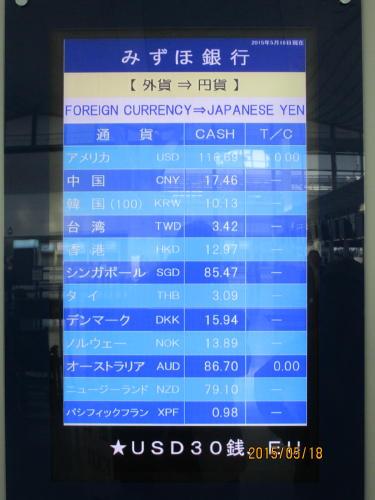 2015年5月18日現在
みずほ銀行
【 外貨 ⇒ 円貨 】
FOREIGN CURRENCY⇒JAPANESE YEN
通 貨 CASH T／C
アメリカ USD 116.69 0.00
中 国 CNY 17.46 —
韓 国 (100) KRW 10.13 —
台 湾 TWD 3.42 —
香 港 HKD 12.97 —
シンガポール SGD 85.47 —
タ イ THB 3.09 —
デンマーク DKK 15.94 —
ノルウェー NOK 13.89 —
オーストラリア AUD 86.70 0.00
ニュージーランド NZD 79.10 —
パシフィックフラン XPF 0.98 —
★USD30銭、EU
2015/05/18